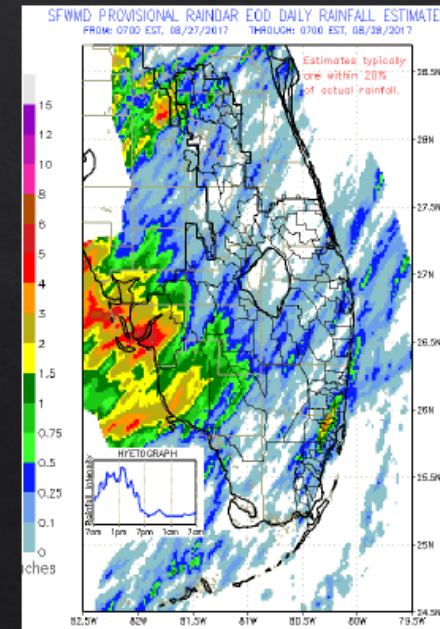 SFWMD PROVISIONAL RAINDAR EOD DAILY RAINFALL ESTIMATE
FROM: 0700 EST, 08/27/2017 THROUGH: 0700 EST, 08/28/2017
Estimates typically
are within 20%
of actual rainfall.
28.5N
28N
27.5N
27N
26.5N
26N
25.5N
25N
24.5N
15
12
10
8
6
5
4
3
2
1.5
1
0.75
0.5
0.25
0.1
0
ches
HYETOGRAPH
Rainfall Intensity
7am 1pm 7pm 1am 7am
82.5W 82W 81.5W 81W 80.5W 80W 79.5W